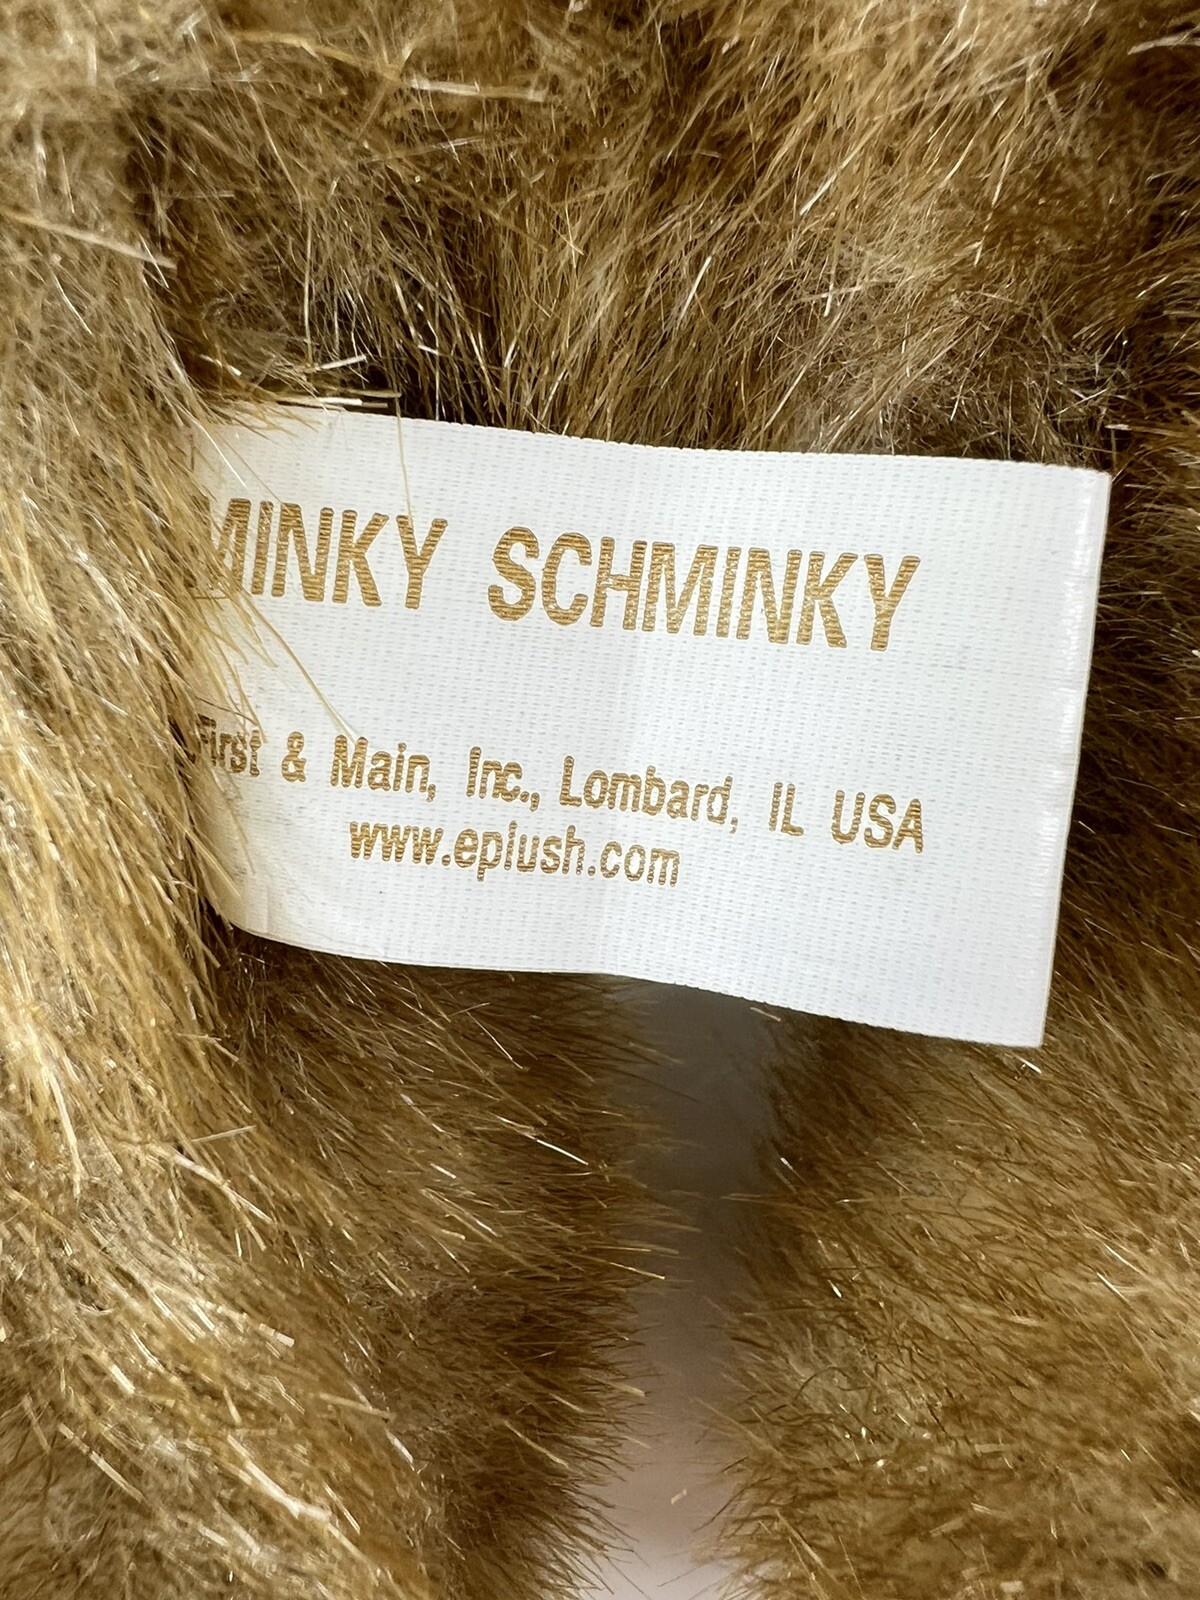 MINKY SCHMINKY
First & Main, Inc., Lombard, IL USA
www.eplush.com